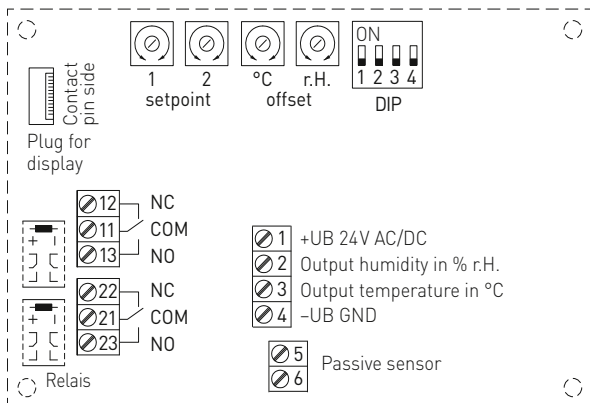 ON
1 2 3 4
DIP
1 2 °C r.H.
setpoint offset
Contact
pin side
Plug for
display
12 NC
11 COM
13 NO
22 NC
21 COM
23 NO
+ –
+ –
Relais
1 +UB 24V AC/DC
2 Output humidity in % r.H.
3 Output temperature in °C
4 –UB GND
5
6
Passive sensor